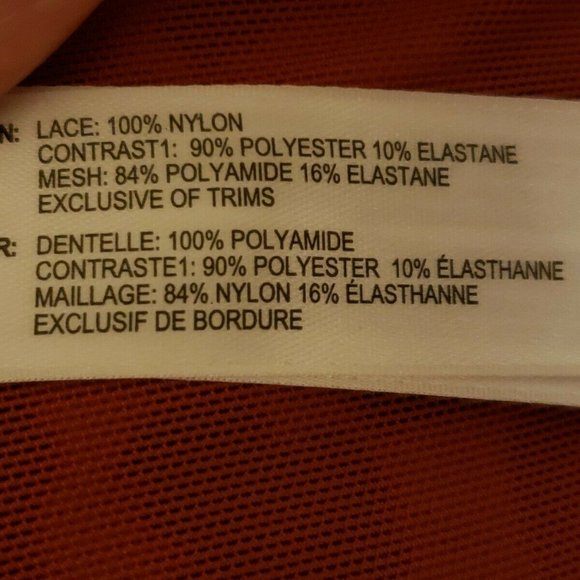 N: LACE: 100% NYLON
CONTRAST1: 90% POLYESTER 10% ELASTANE
MESH: 84% POLYAMIDE 16% ELASTANE
EXCLUSIVE OF TRIMS
R: DENTELLE: 100% POLYAMIDE
CONTRASTE1: 90% POLYESTER 10% ÉLASTHANNE
MAILLAGE: 84% NYLON 16% ÉLASTHANNE
EXCLUSIF DE BORDURE